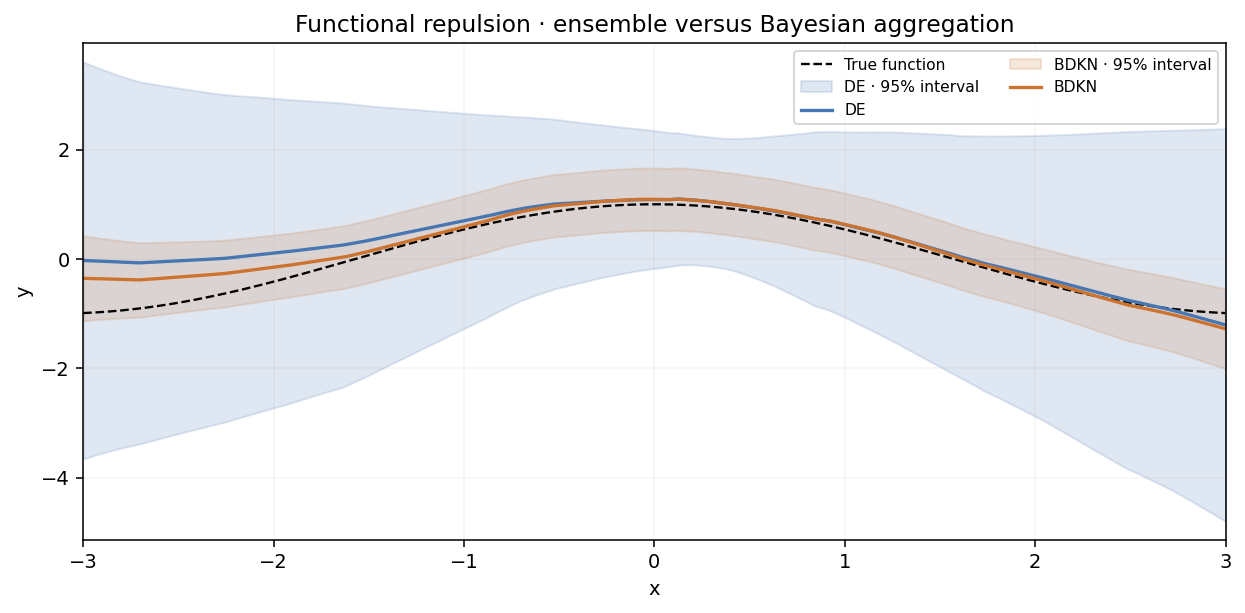 Functional repulsion · ensemble versus Bayesian aggregation
True function
DE · 95% interval
DE
BDKN · 95% interval
BDKN
y
2
0
−2
−4
−3
−2
−1
0
1
2
3
x